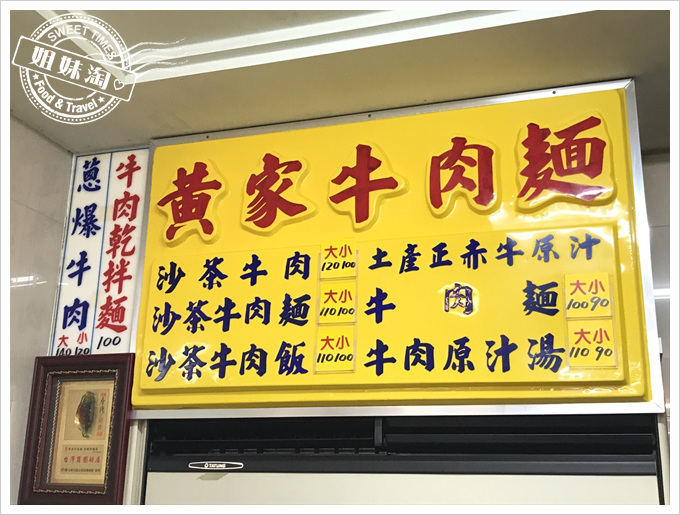 SWEET TIMES
姐妹淘
Food & Travel
黄家牛肉麵
蔥爆牛肉
大小
140 120
牛肉乾拌麵
100
沙茶牛肉
大小
120 100
沙茶牛肉麵
大小
110 100
沙茶牛肉飯
大小
110 100
土產正赤牛原汁
牛肉麵
大小
100 90
牛肉原汁湯
大小
110 90
TATUNG